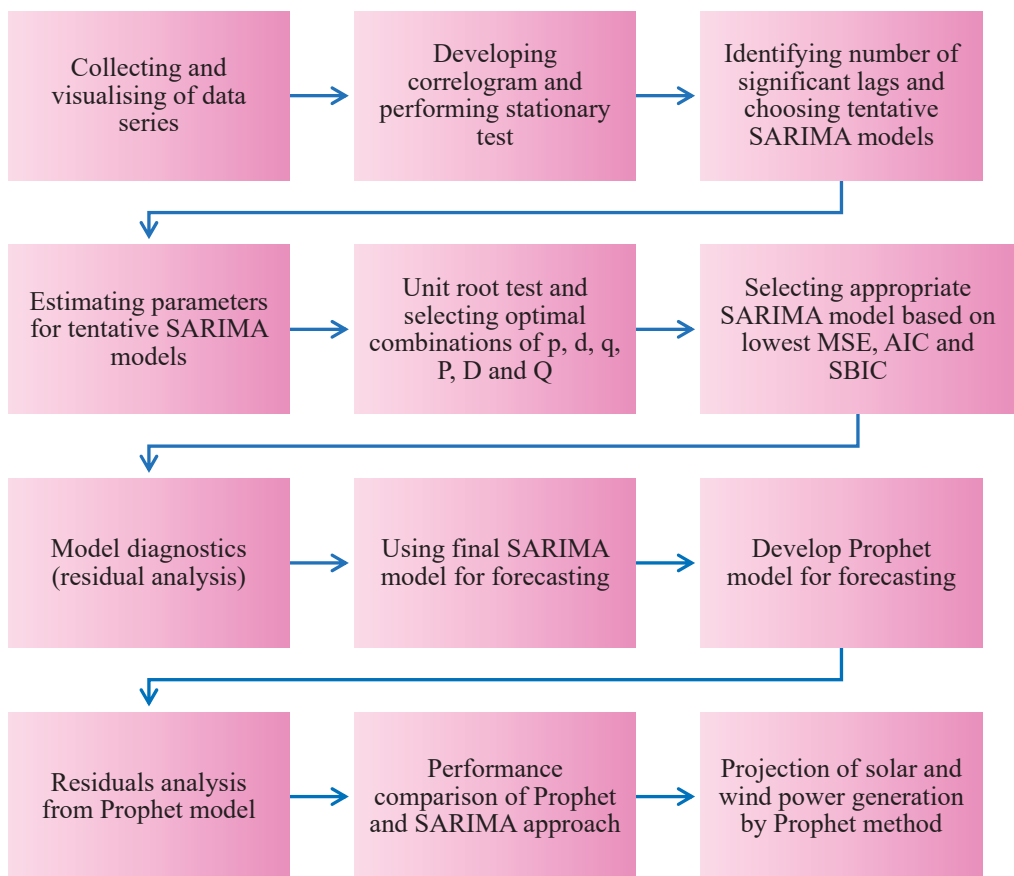 Collecting and
visualising of data
series
Developing
correlogram and
performing stationary
test
Identifying number of
significant lags and
choosing tentative
SARIMA models
Estimating parameters
for tentative SARIMA
models
Unit root test and
selecting optimal
combinations of p, d, q,
P, D and Q
Selecting appropriate
SARIMA model based on
lowest MSE, AIC and
SBIC
Model diagnostics
(residual analysis)
Using final SARIMA
model for forecasting
Develop Prophet
model for forecasting
Residuals analysis
from Prophet model
Performance
comparison of Prophet
and SARIMA approach
Projection of solar and
wind power generation
by Prophet method